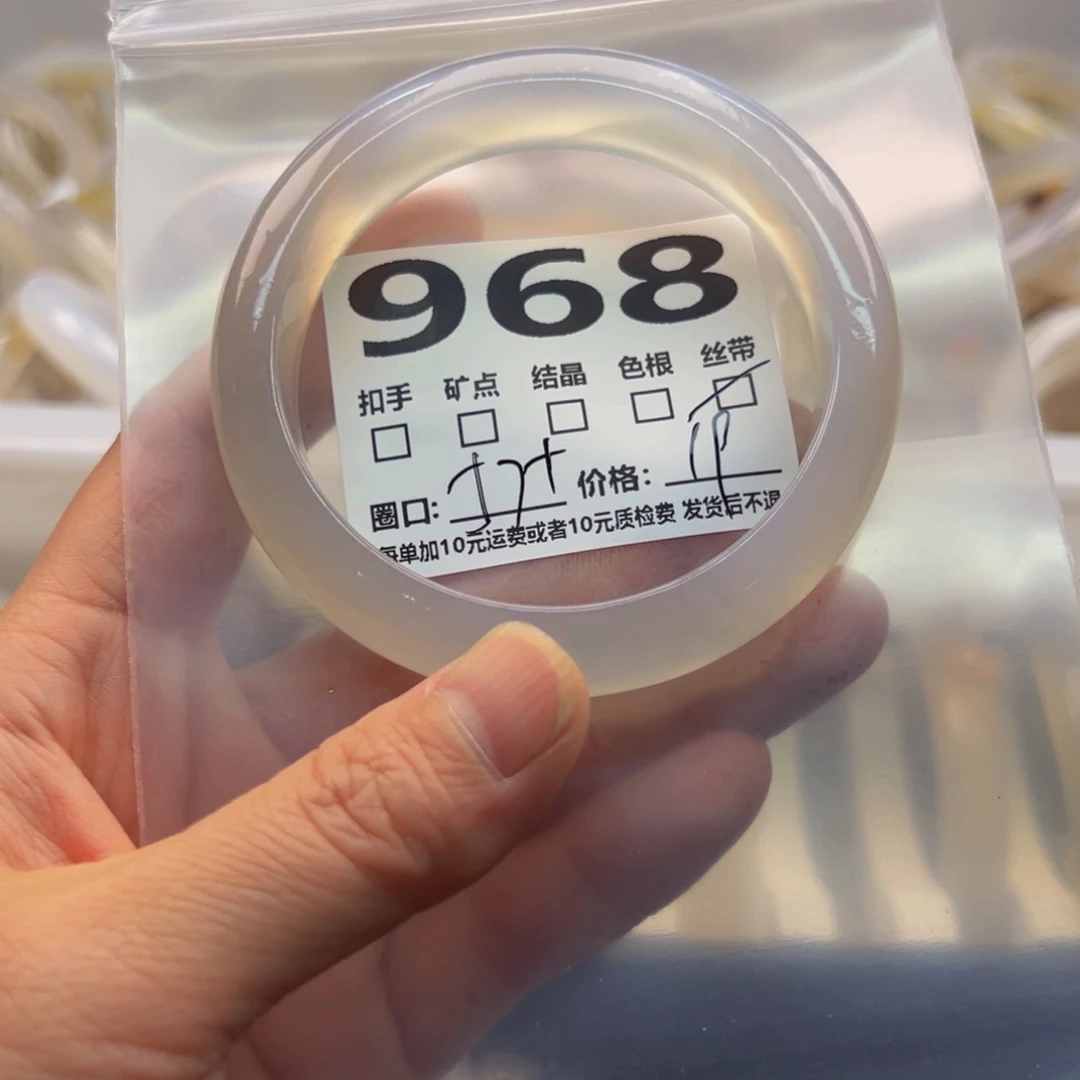 968
扣手 矿点 结晶 色根 丝带
圈口: 价格:
每单加10元运费或者10元质检费 发货后不退